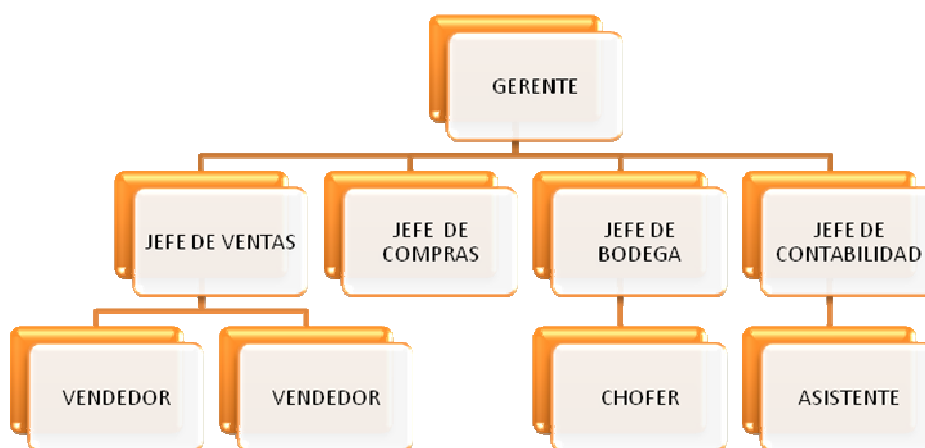 GERENTE
JEFE DE VENTAS
JEFE DE
COMPRAS
JEFE DE
BODEGA
JEFE DE
CONTABILIDAD
VENDEDOR
VENDEDOR
CHOFER
ASISTENTE